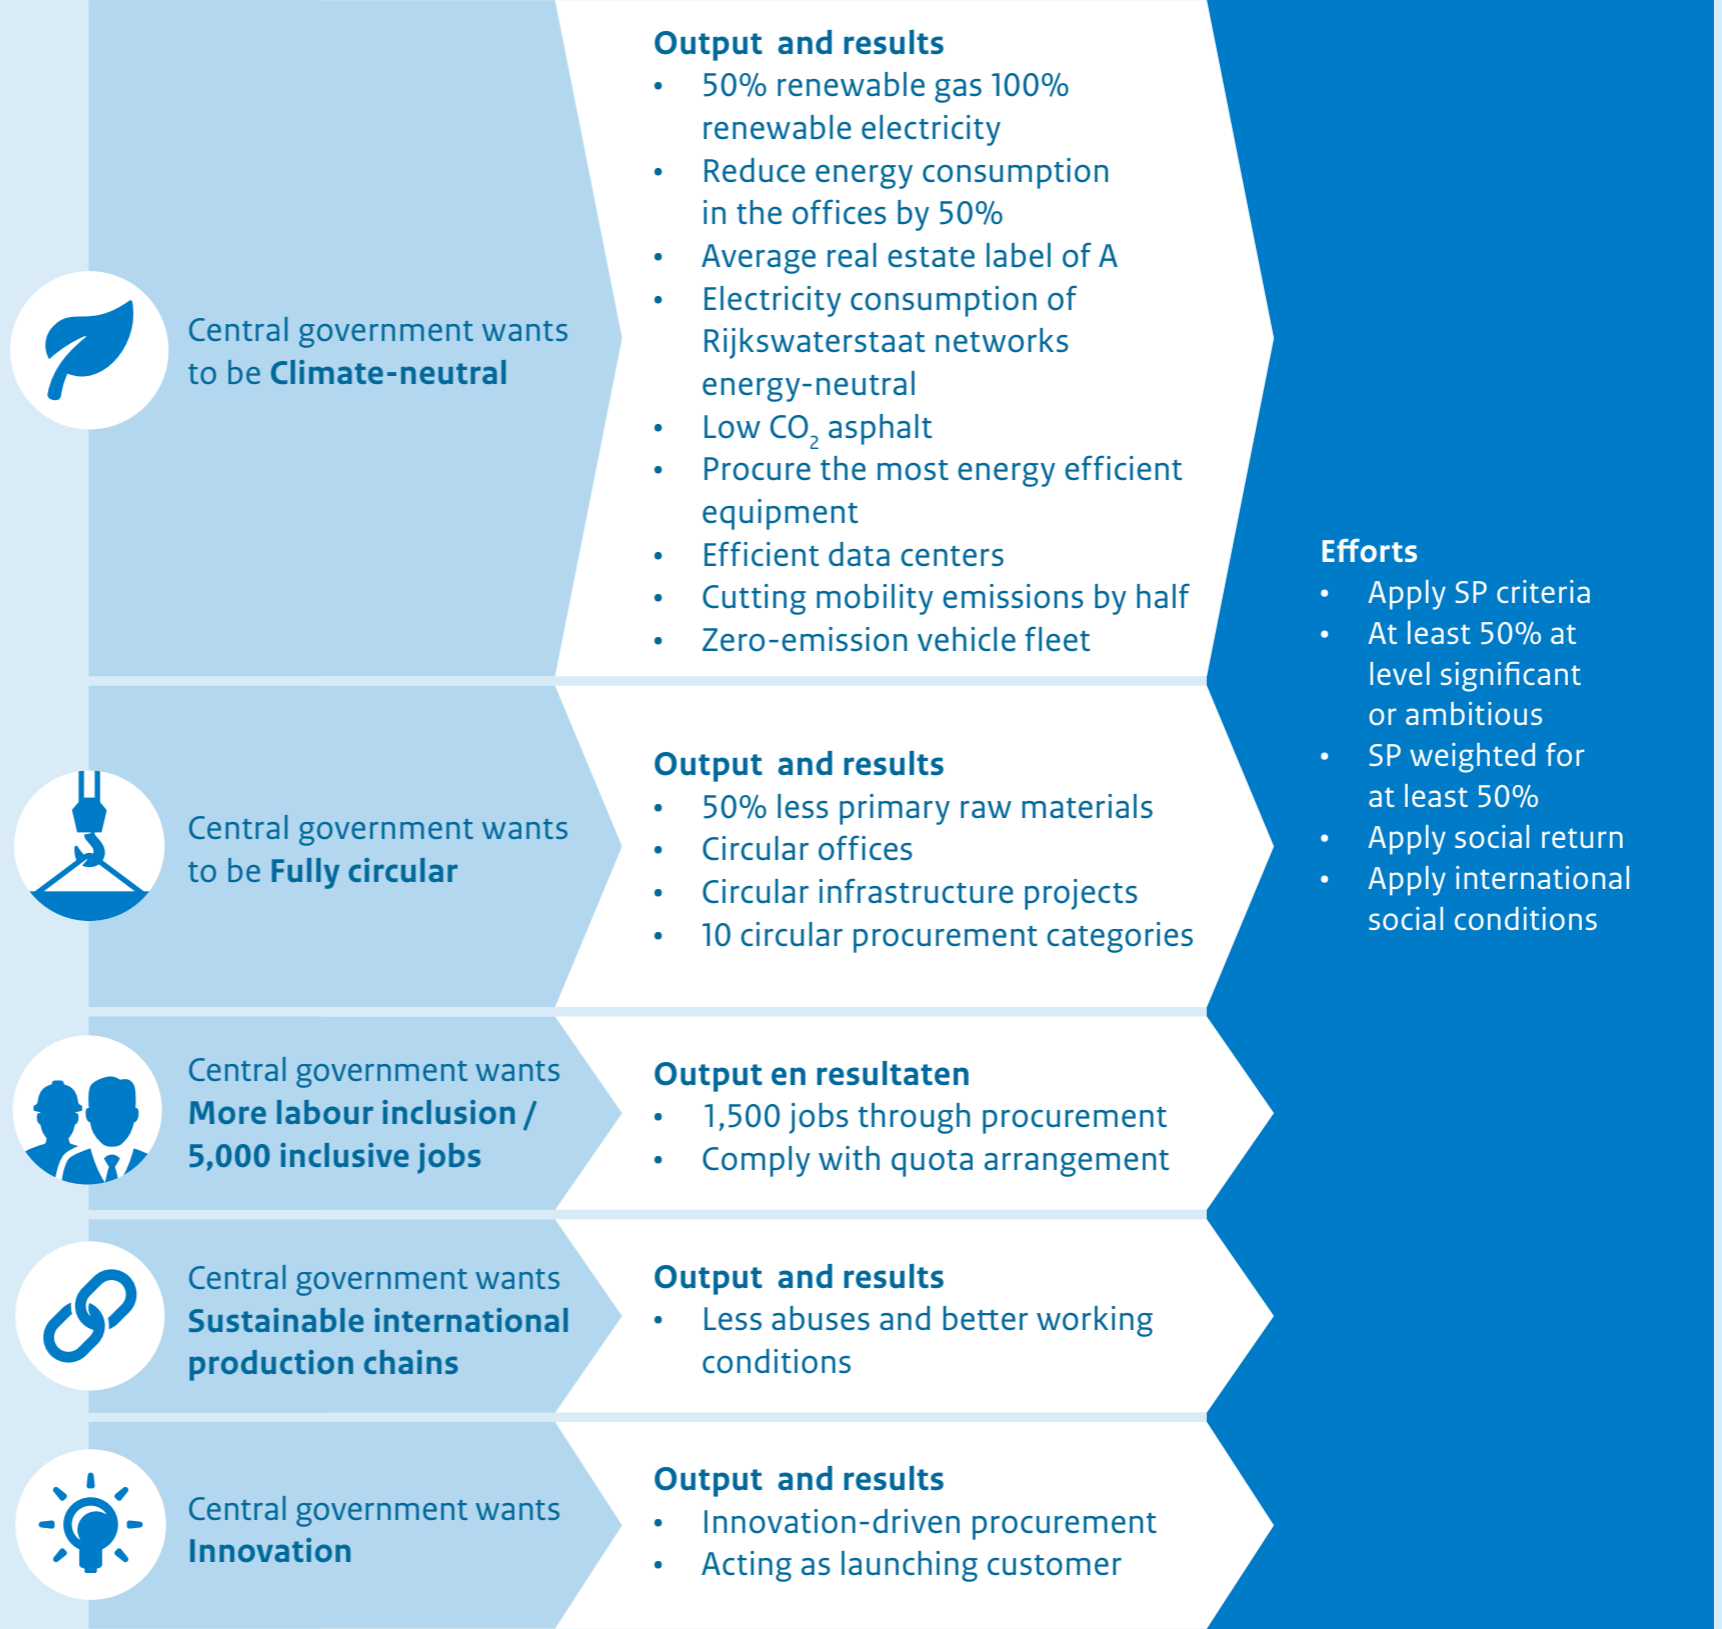 Central government wants
to be Climate-neutral
Output and results
• 50% renewable gas 100%
renewable electricity
• Reduce energy consumption
in the offices by 50%
• Average real estate label of A
• Electricity consumption of
Rijkswaterstaat networks
energy-neutral
• Low CO₂ asphalt
• Procure the most energy efficient
equipment
• Efficient data centers
• Cutting mobility emissions by half
• Zero-emission vehicle fleet
Central government wants
to be Fully circular
Output and results
• 50% less primary raw materials
• Circular offices
• Circular infrastructure projects
• 10 circular procurement categories
Central government wants
More labour inclusion /
5,000 inclusive jobs
Output en resultaten
• 1,500 jobs through procurement
• Comply with quota arrangement
Central government wants
Sustainable international
production chains
Output and results
• Less abuses and better working
conditions
Central government wants
Innovation
Output and results
• Innovation-driven procurement
• Acting as launching customer
Efforts
• Apply SP criteria
• At least 50% at
level significant
or ambitious
• SP weighted for
at least 50%
• Apply social return
• Apply international
social conditions